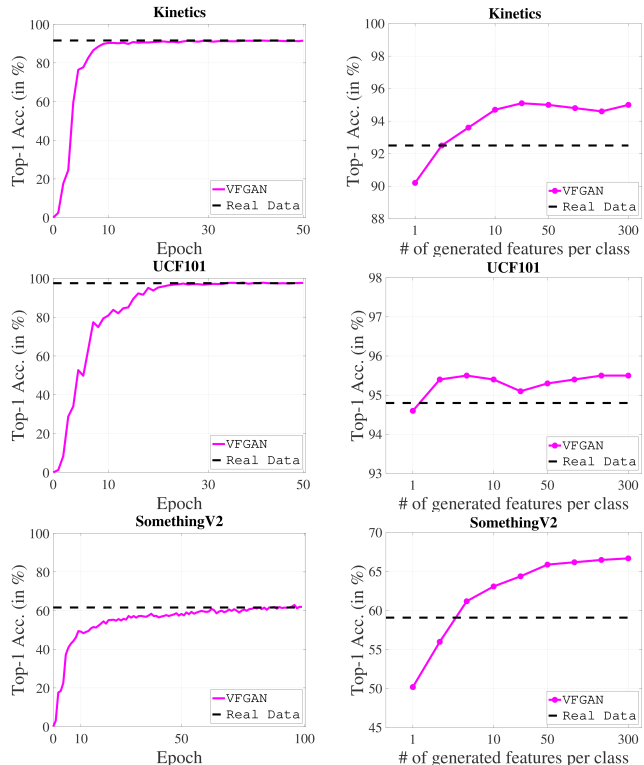 Kinetics
Top-1 Acc. (in %)
100
80
60
40
20
0
VFGAN
Real Data
0 10 30 50
Epoch
Kinetics
Top-1 Acc. (in %)
100
98
96
94
92
90
88
VFGAN
Real Data
1 10 50 300
# of generated features per class
UCF101
Top-1 Acc. (in %)
100
80
60
40
20
0
VFGAN
Real Data
0 10 30 50
Epoch
UCF101
Top-1 Acc. (in %)
98
97
96
95
94
93
VFGAN
Real Data
1 10 50 300
# of generated features per class
SomethingV2
Top-1 Acc. (in %)
100
80
60
40
20
0
VFGAN
Real Data
0 10 50 100
Epoch
SomethingV2
Top-1 Acc. (in %)
70
65
60
55
50
45
VFGAN
Real Data
1 10 50 300
# of generated features per class